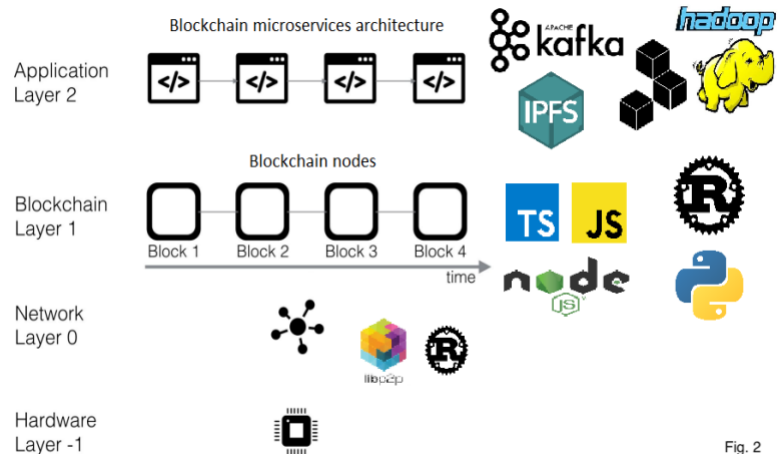 Blockchain microservices architecture
Application
Layer 2
</>
</>
</>
</>
APACHE
kafka
hadoop
IPFS
Blockchain nodes
Blockchain
Layer 1
Block 1
Block 2
Block 3
Block 4
time
TS
JS
R
node
JS
Network
Layer 0
libp2p
R
Hardware
Layer -1
Fig. 2